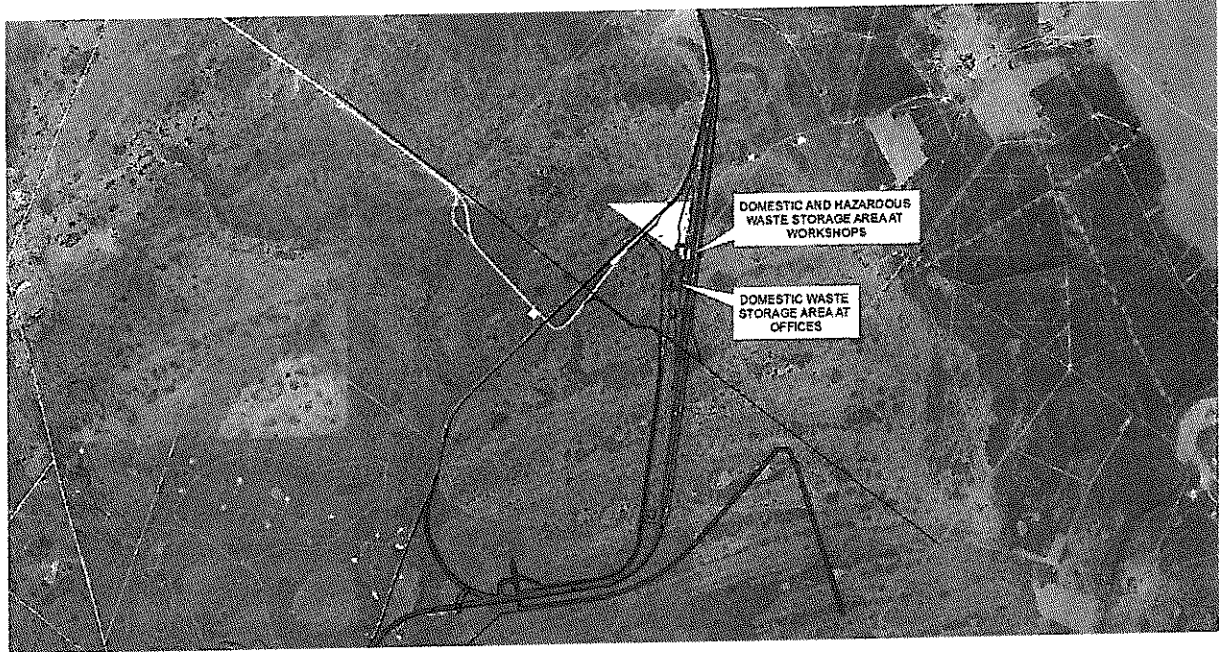 DOMESTIC AND HAZARDOUS
WASTE STORAGE AREA AT
WORKSHOPS
DOMESTIC WASTE
STORAGE AREA AT
OFFICES